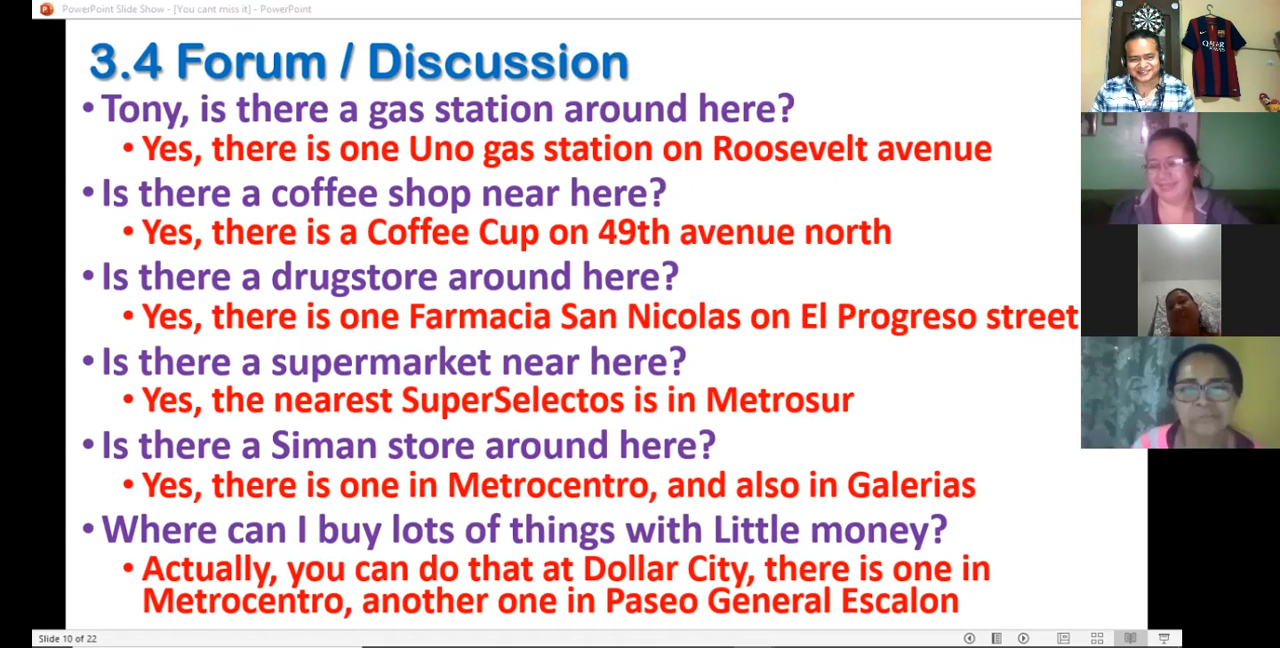 PowerPoint Slide Show - [You cant miss it] - PowerPoint
3.4 Forum / Discussion
• Tony, is there a gas station around here?
• Yes, there is one Uno gas station on Roosevelt avenue
• Is there a coffee shop near here?
• Yes, there is a Coffee Cup on 49th avenue north
• Is there a drugstore around here?
• Yes, there is one Farmacia San Nicolas on El Progreso street
• Is there a supermarket near here?
• Yes, the nearest SuperSelectos is in Metrosur
• Is there a Siman store around here?
• Yes, there is one in Metrocentro, and also in Galerias
• Where can I buy lots of things with Little money?
• Actually, you can do that at Dollar City, there is one in
Metrocentro, another one in Paseo General Escalon
Slide 10 of 22
QATAR